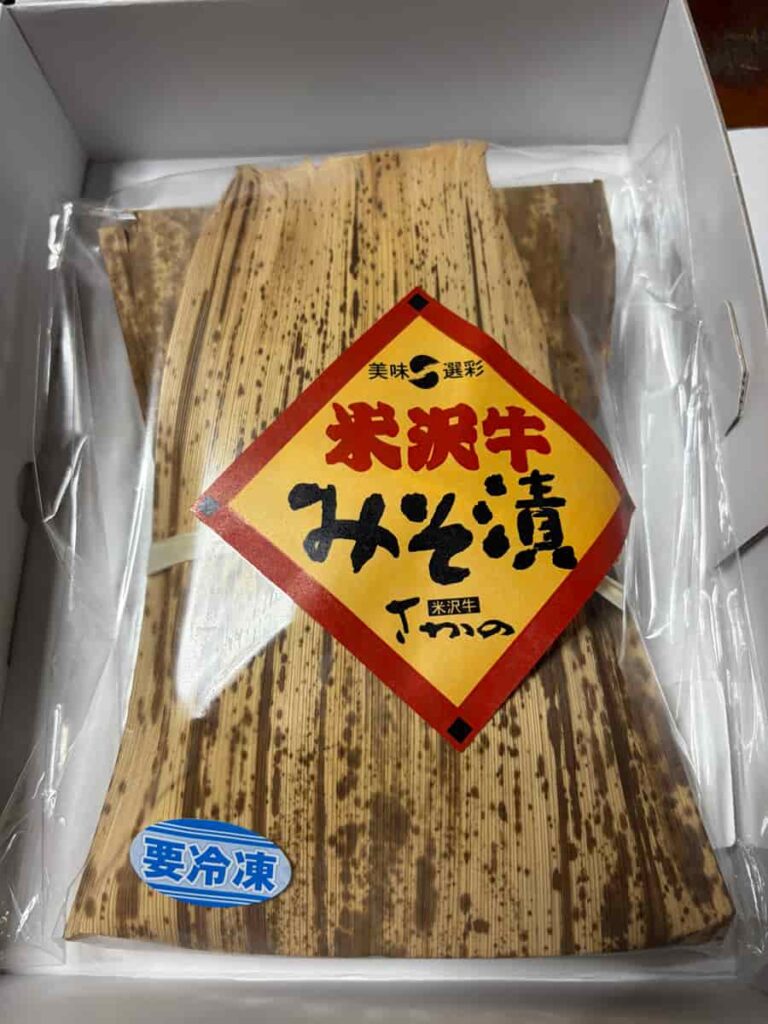 美味 選彩
米沢牛
みそ漬
米沢牛
さかの
要冷凍